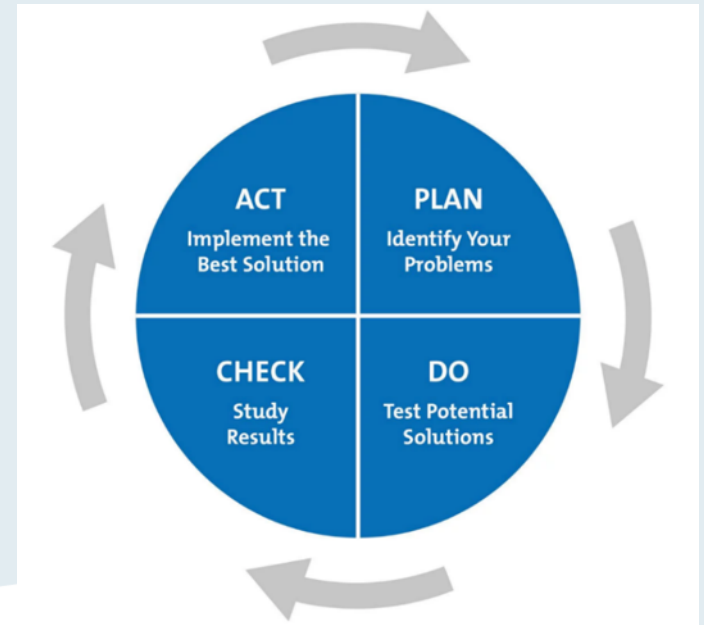 ACT
Implement the
Best Solution
PLAN
Identify Your
Problems
CHECK
Study
Results
DO
Test Potential
Solutions